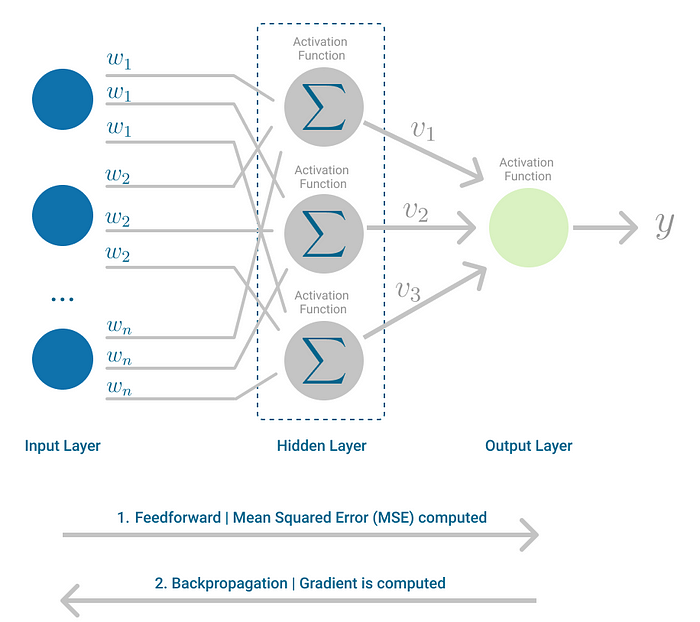 Activation
Function
w1
w1
w1
Σ
v1
Activation
Function
Activation
Function
w2
w2
w2
Σ
v2
y
Activation
Function
...
v3
wn
wn
wn
Σ
Input Layer
Hidden Layer
Output Layer
1. Feedforward | Mean Squared Error (MSE) computed
2. Backpropagation | Gradient is computed